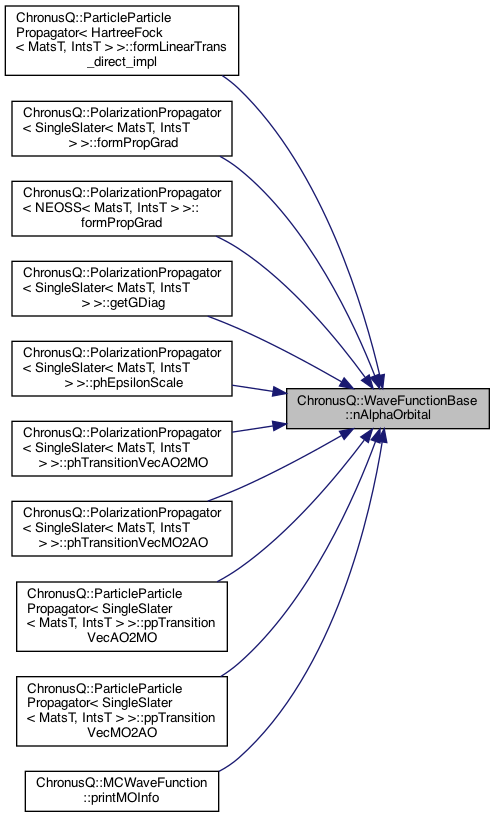 ChronusQ::ParticleParticle
Propagator< HartreeFock
< MatsT, IntsT > >::formLinearTrans
_direct_impl
ChronusQ::PolarizationPropagator
< SingleSlater< MatsT, IntsT
> >::formPropGrad
ChronusQ::PolarizationPropagator
< NEOSS< MatsT, IntsT > >::
formPropGrad
ChronusQ::PolarizationPropagator
< SingleSlater< MatsT, IntsT
> >::getGDiag
ChronusQ::PolarizationPropagator
< SingleSlater< MatsT, IntsT
> >::phEpsilonScale
ChronusQ::WaveFunctionBase
::nAlphaOrbital
ChronusQ::PolarizationPropagator
< SingleSlater< MatsT, IntsT
> >::phTransitionVecAO2MO
ChronusQ::PolarizationPropagator
< SingleSlater< MatsT, IntsT
> >::phTransitionVecMO2AO
ChronusQ::ParticleParticle
Propagator< SingleSlater
< MatsT, IntsT > >::ppTransition
VecAO2MO
ChronusQ::ParticleParticle
Propagator< SingleSlater
< MatsT, IntsT > >::ppTransition
VecMO2AO
ChronusQ::MCWaveFunction
::printMOInfo